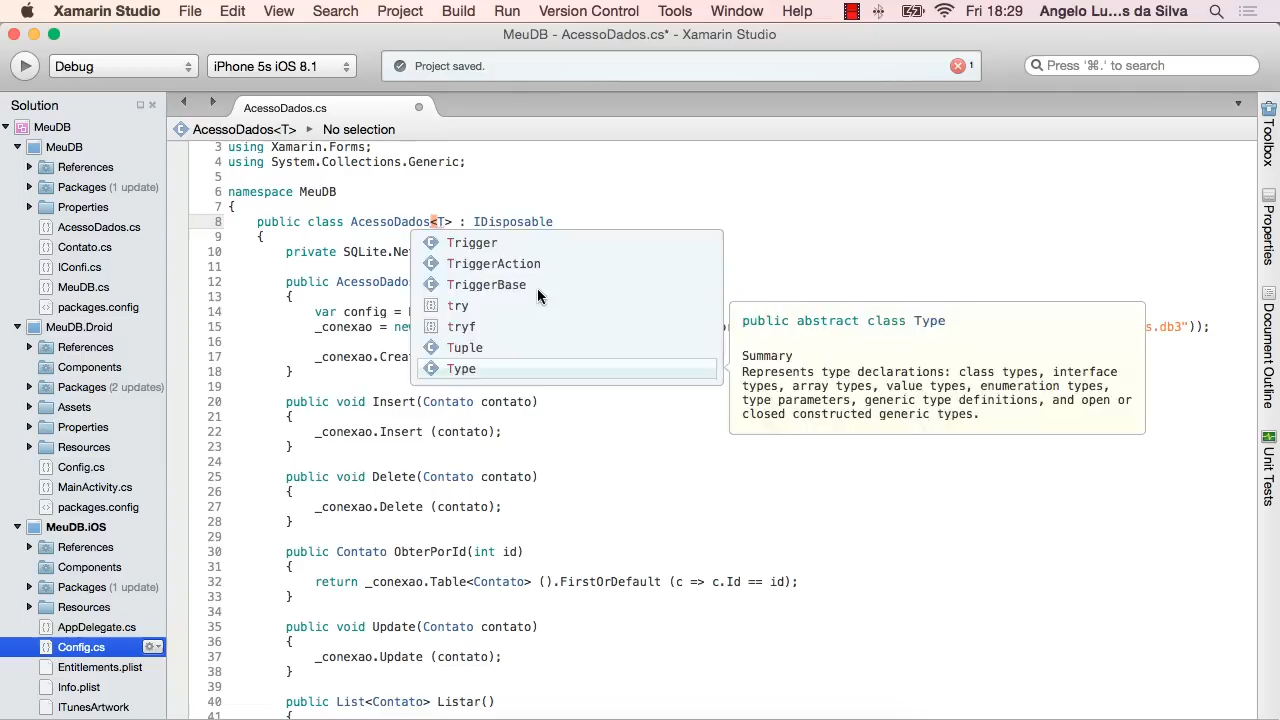 Xamarin Studio File Edit View Search Project Build Run Version Control Tools Window Help Fri 18:29 Angelo Lu...s da Silva
MeuDB - AcessoDados.cs* - Xamarin Studio
Debug iPhone 5s iOS 8.1 Project saved. 1 Press '⌘.' to search
Solution
MeuDB
MeuDB
References
Packages (1 update)
Properties
AcessoDados.cs
Contato.cs
IConfi.cs
MeuDB.cs
packages.config
MeuDB.Droid
References
Components
Packages (2 updates)
Assets
Properties
Resources
Config.cs
MainActivity.cs
packages.config
MeuDB.iOS
References
Components
Packages (1 update)
Resources
AppDelegate.cs
Config.cs
Entitlements.plist
Info.plist
ITunesArtwork
AcessoDados.cs
AcessoDados<T> No selection
3 using Xamarin.Forms;
4 using System.Collections.Generic;
5
6 namespace MeuDB
7 {
8 public class AcessoDados<T> : IDisposable
9 {
10 private SQLite.Net
11
12 public AcessoDados
13 {
14 var config =
15 _conexao = new s.db3"));
16
17 _conexao.Creat
18 }
19
20 public void Insert(Contato contato)
21 {
22 _conexao.Insert (contato);
23 }
24
25 public void Delete(Contato contato)
26 {
27 _conexao.Delete (contato);
28 }
29
30 public Contato ObterPorId(int id)
31 {
32 return _conexao.Table<Contato> ().FirstOrDefault (c => c.Id == id);
33 }
34
35 public void Update(Contato contato)
36 {
37 _conexao.Update (contato);
38 }
39
40 public List<Contato> Listar()
41 {
Trigger
TriggerAction
TriggerBase
try
tryf
Tuple
Type
public abstract class Type
Summary
Represents type declarations: class types, interface
types, array types, value types, enumeration types,
type parameters, generic type definitions, and open or
closed constructed generic types.
Toolbox
Properties
Document Outline
Unit Tests